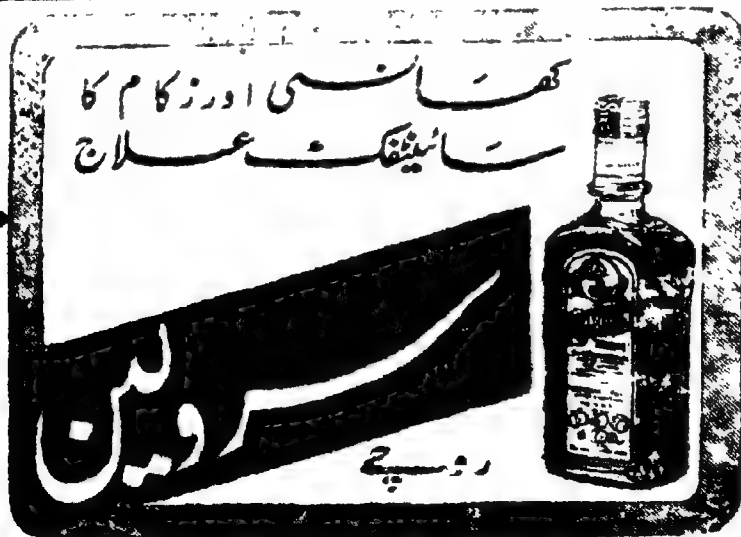 کھانسی اور زکام کا
سائینٹفک علاج
سرولین